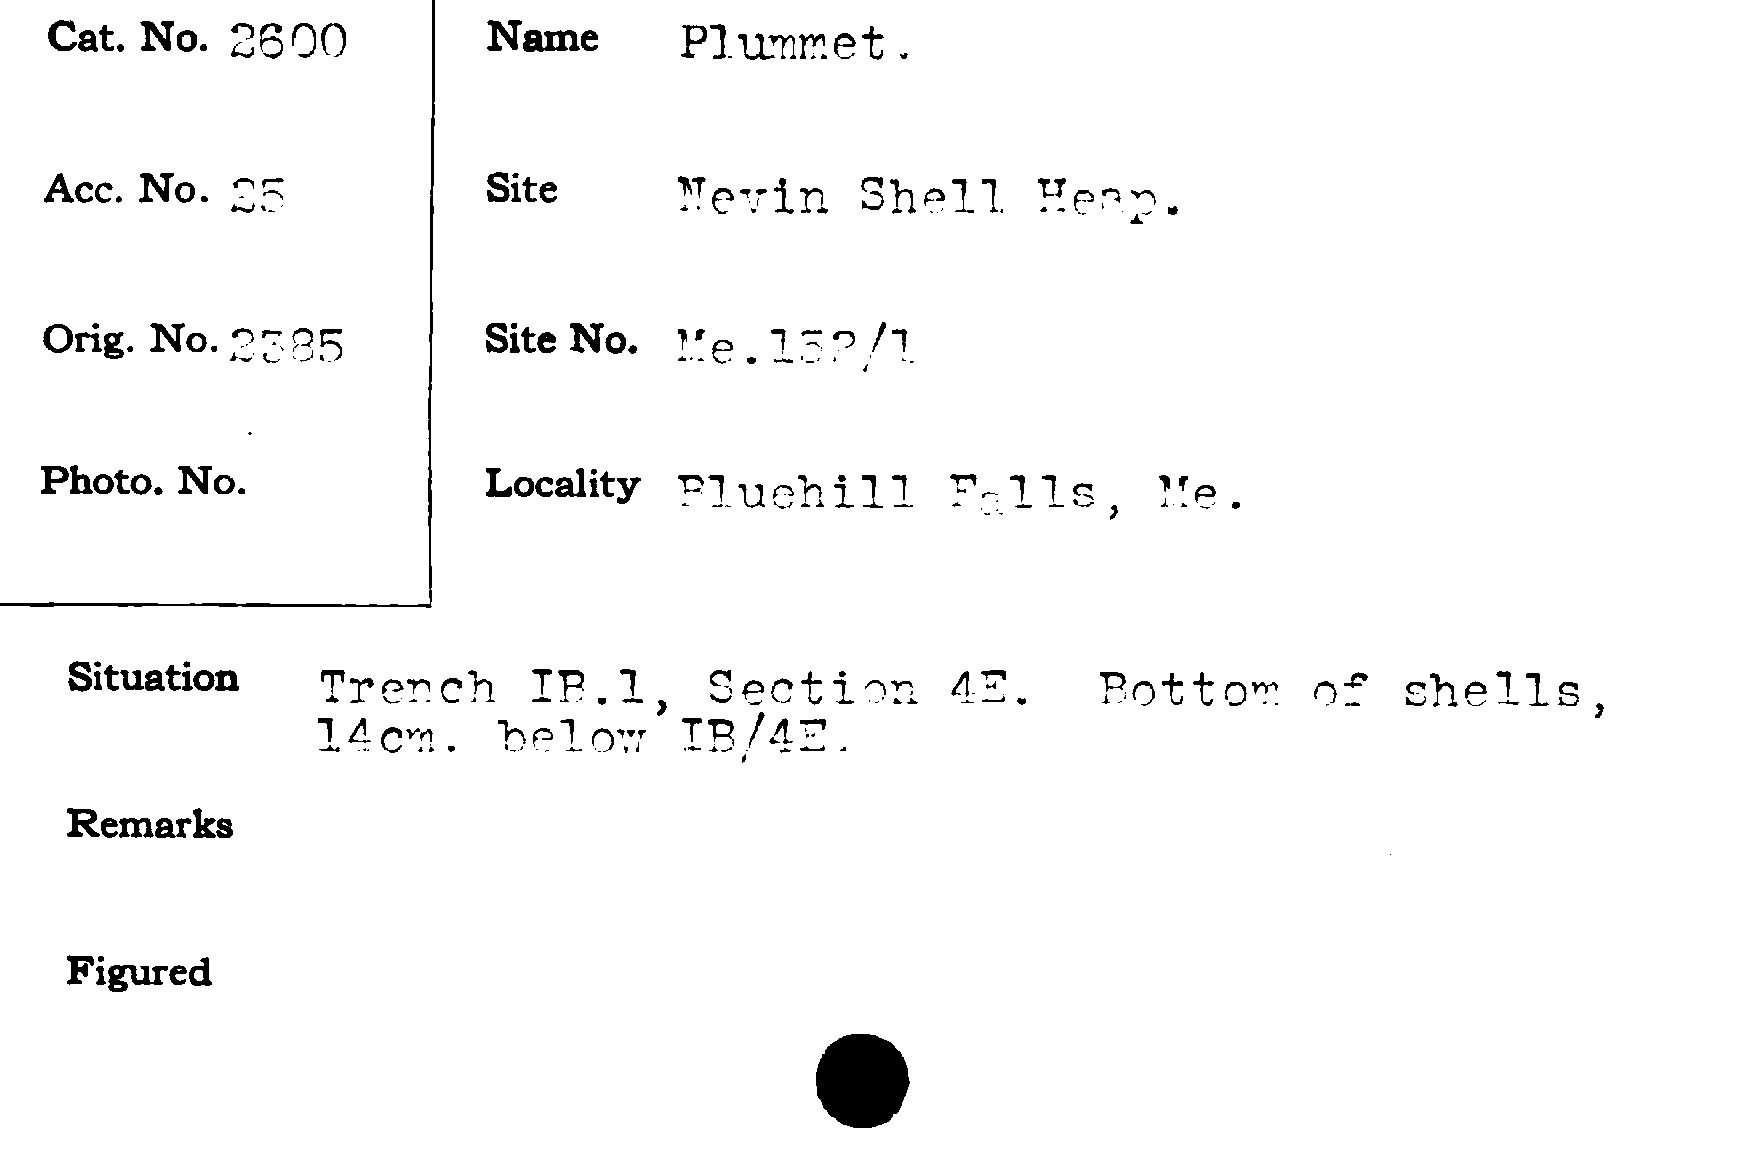 Cat. No. 2600
Name Plummet.
Acc. No. 25
Site Nevin Shell Heap.
Orig. No. 2385
Site No. Me.132/1
Photo. No.
Locality Bluehill Falls, Me.
Situation Trench IB.1, Section 4E. Bottom of shells,
14cm. below IB/4E.
Remarks
Figured